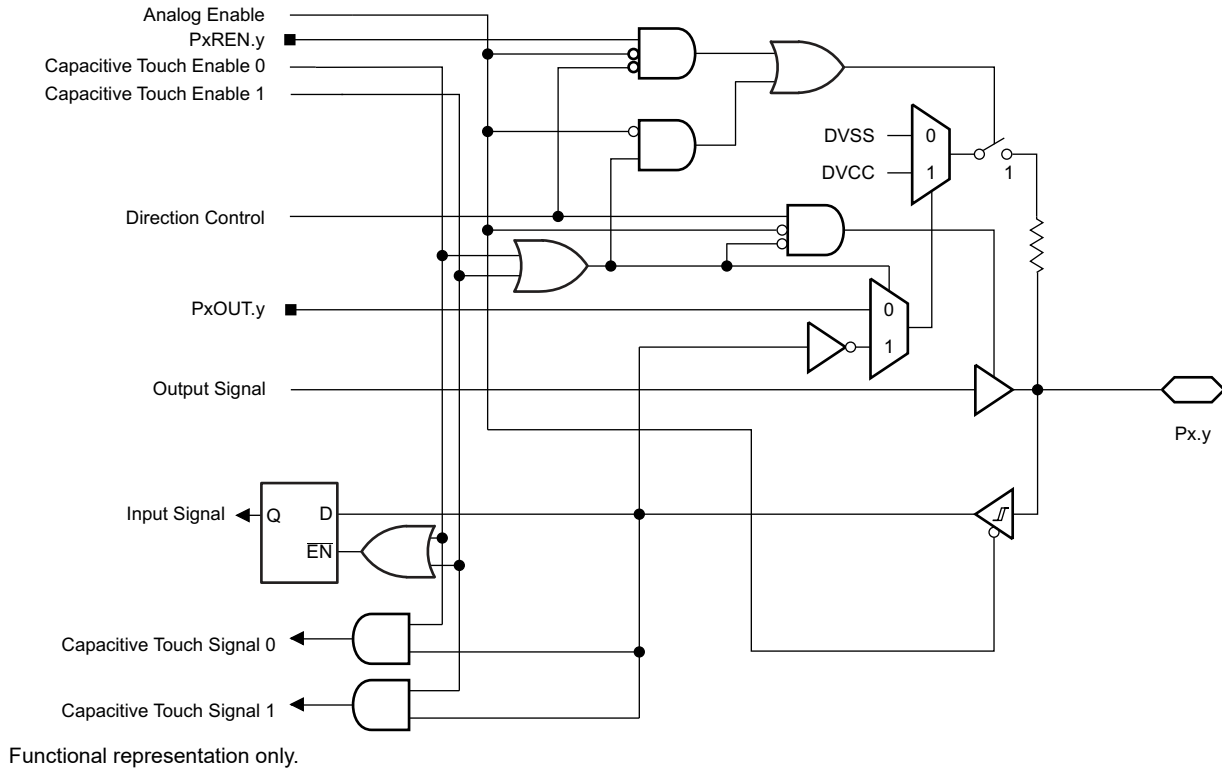 Analog Enable
PxREN.y
Capacitive Touch Enable 0
Capacitive Touch Enable 1
DVSS
0
DVCC
1
1
Direction Control
PxOUT.y
0
1
Output Signal
Px.y
Input Signal
Q
D
EN
Capacitive Touch Signal 0
Capacitive Touch Signal 1
Functional representation only.